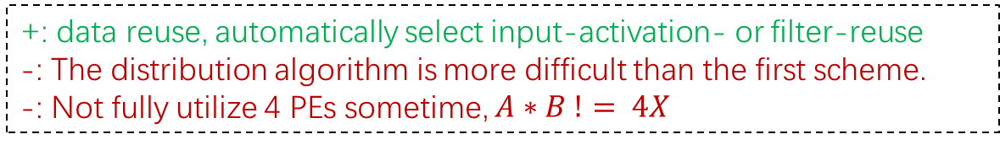 +: data reuse, automatically select input-activation- or filter-reuse
-: The distribution algorithm is more difficult than the first scheme.
-: Not fully utilize 4 PEs sometime, A * B ! = 4X